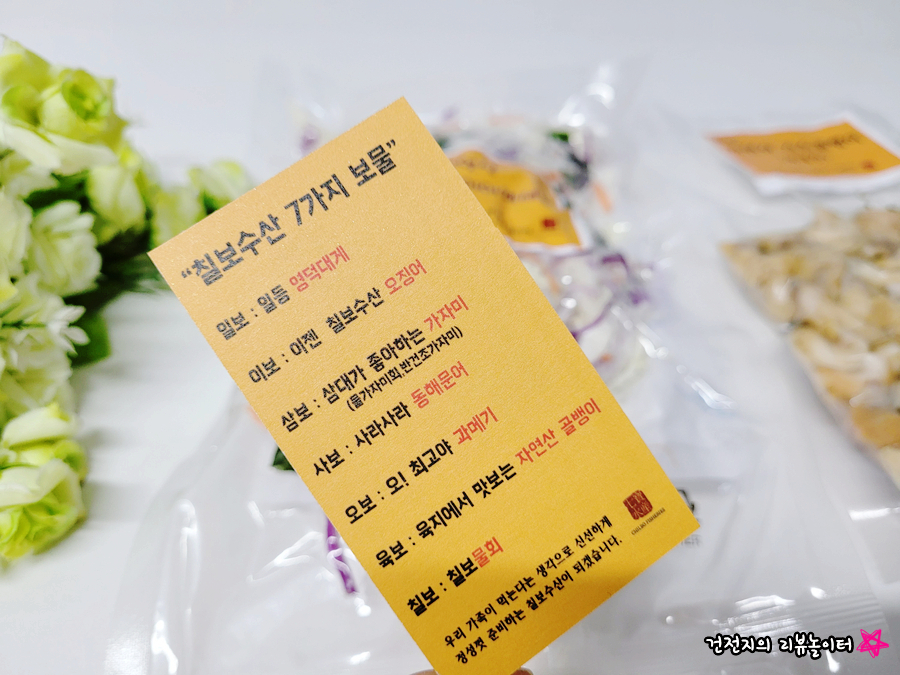 “칠보수산 7가지 보물”
일보 : 일등 영덕대게
이보 : 이젠 칠보수산 오징어
삼보 : 삼대가 좋아하는 가자미
(물가자미회,반건조가자미)
사보 : 사라사라 동해문어
오보 : 오! 최고야 과메기
육보 : 육지에서 맛보는 자연산 골뱅이
칠보 : 칠보물회
우리 가족이 먹는다는 생각으로 신선하게
정성껏 준비하는 칠보수산이 되겠습니다.
건전지의 리뷰놀이터